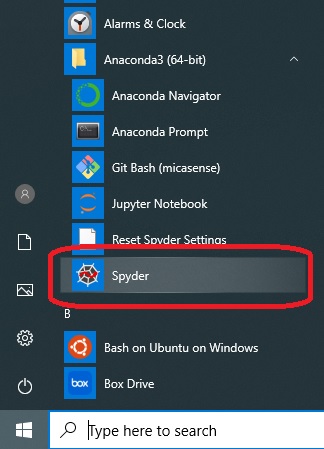 Alarms & Clock
Anaconda3 (64-bit)
Anaconda Navigator
Anaconda Prompt
Git Bash (micasense)
Jupyter Notebook
Reset Spyder Settings
Spyder
B
Bash on Ubuntu on Windows
box
Box Drive
Type here to search